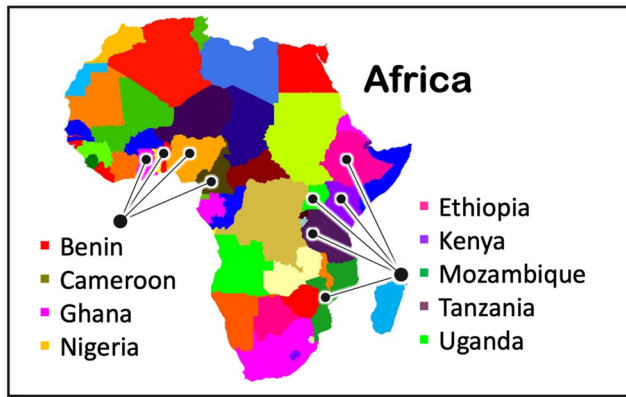 Africa
Benin
Cameroon
Ghana
Nigeria
Ethiopia
Kenya
Mozambique
Tanzania
Uganda